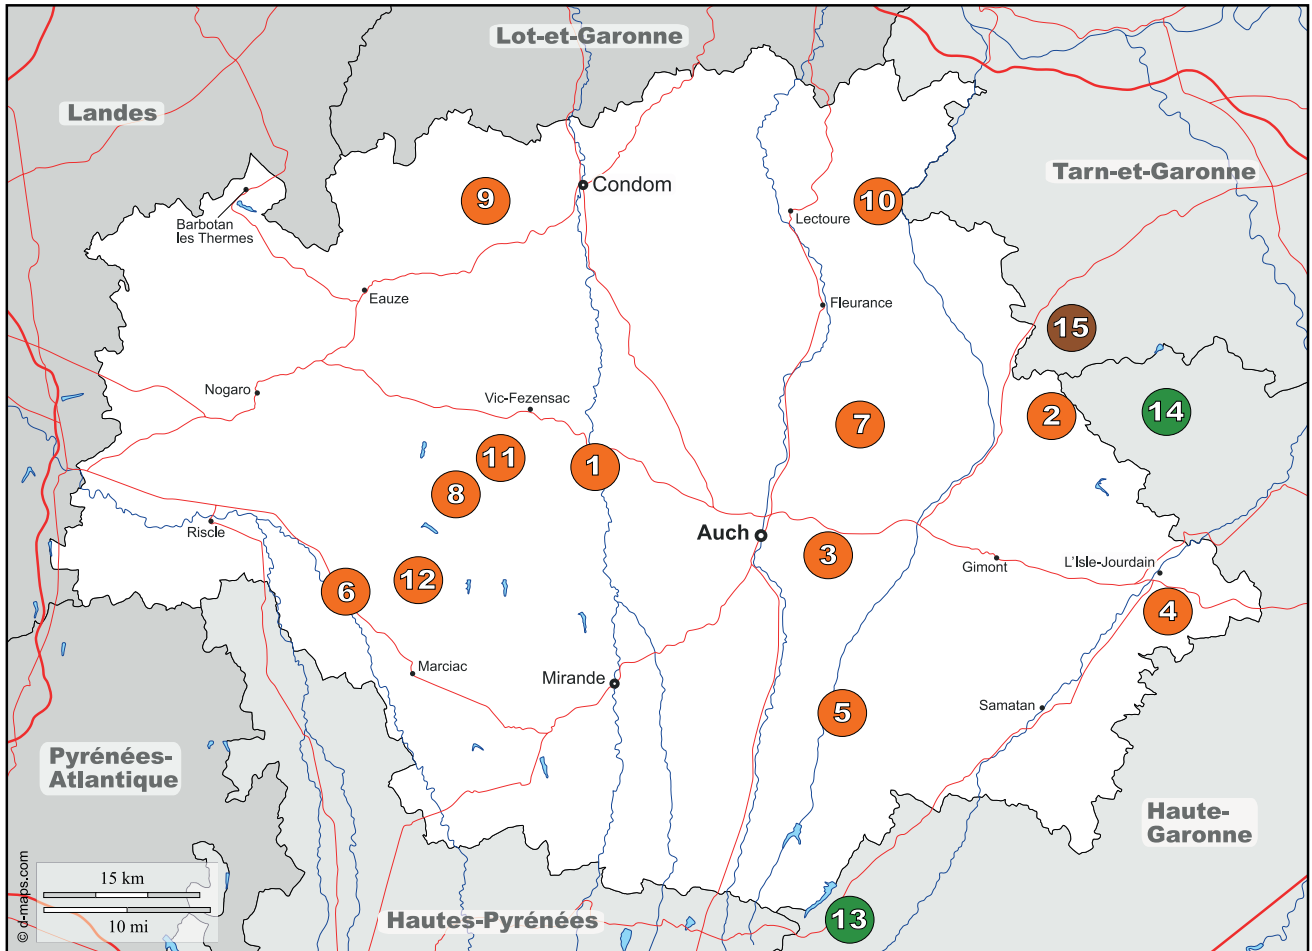 Lot-et-Garonne
Landes
Tarn-et-Garonne
9
Condom
10
Barbotan
les Thermes
Lectoure
Eauze
Fleurance
15
Nogaro
Vic-Fezensac
7
2
14
11
1
8
Riscle
Auch
3
Gimont
L'Isle-Jourdain
6
12
4
Marciac
Mirande
5
Samatan
Pyrénées-
Atlantique
Haute-
Garonne
15 km
10 mi
Hautes-Pyrénées
13
© d-maps.com